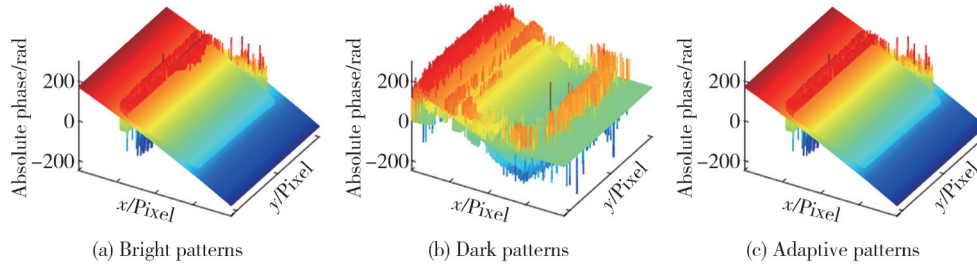 Absolute phase/rad
200
0
−200
x/Pixel
y/Pixel
(a) Bright patterns
Absolute phase/rad
200
0
−200
x/Pixel
y/Pixel
(b) Dark patterns
Absolute phase/rad
200
0
−200
x/Pixel
y/Pixel
(c) Adaptive patterns